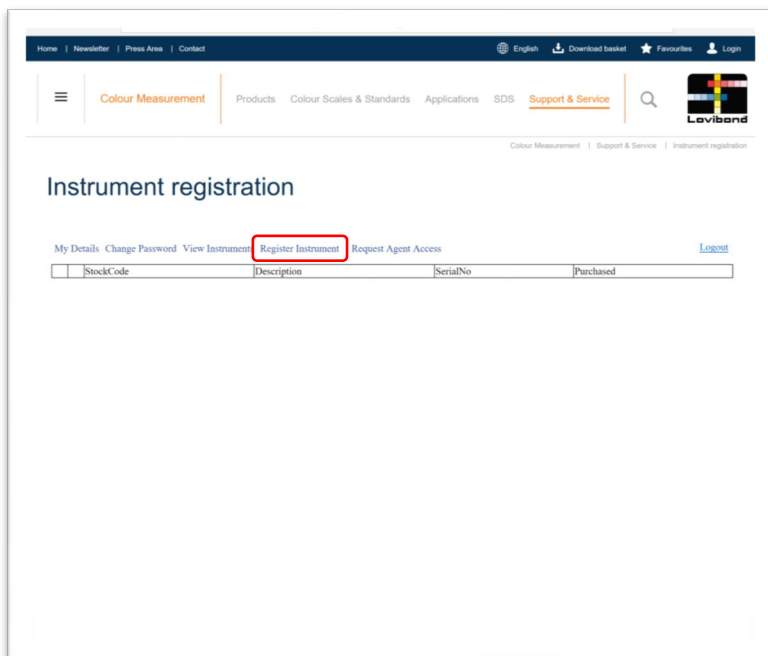 Home | Newsletter | Press Area | Contact English Download basket Favourites Login
Colour Measurement Products Colour Scales & Standards Applications SDS Support & Service
Lovibond
Colour Measurement | Support & Service | Instrument registration
Instrument registration
My Details Change Password View Instruments Register Instrument Request Agent Access Logout
StockCode Description SerialNo Purchased